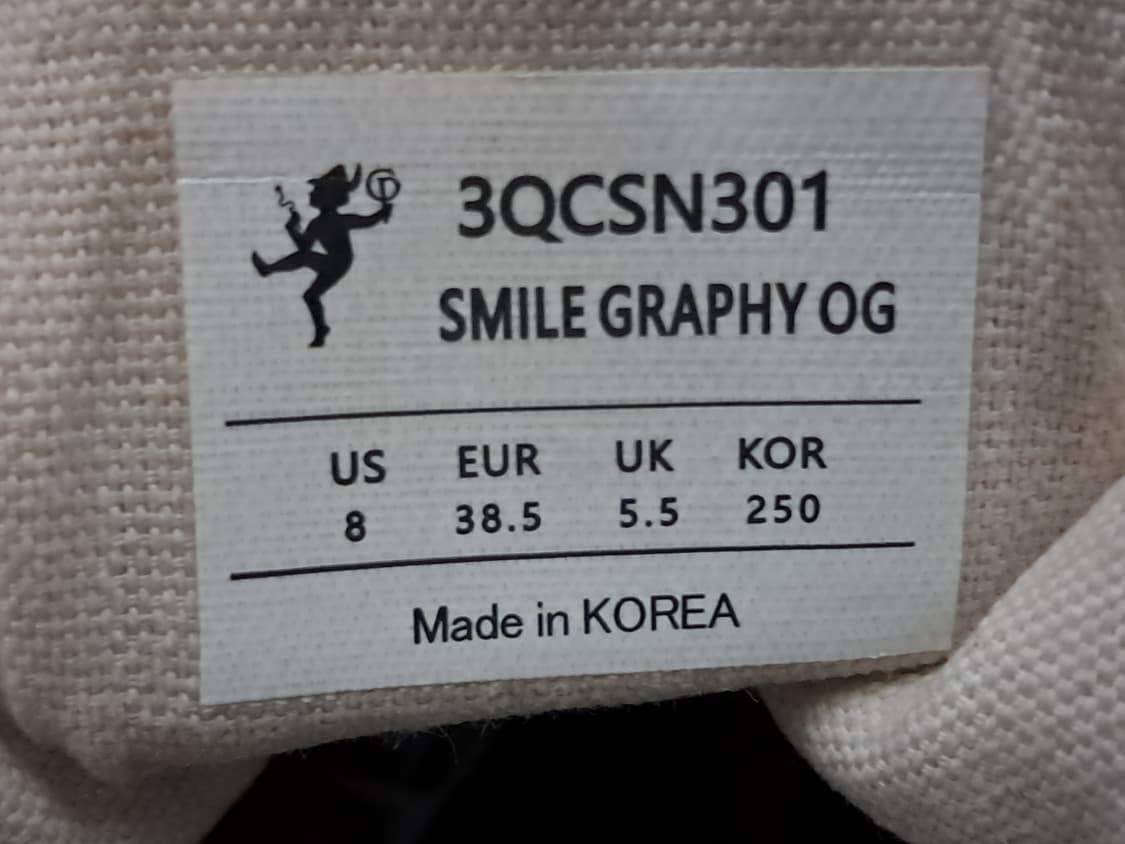 3QCSN301
SMILE GRAPHY OG
US EUR UK KOR
8 38.5 5.5 250
Made in KOREA